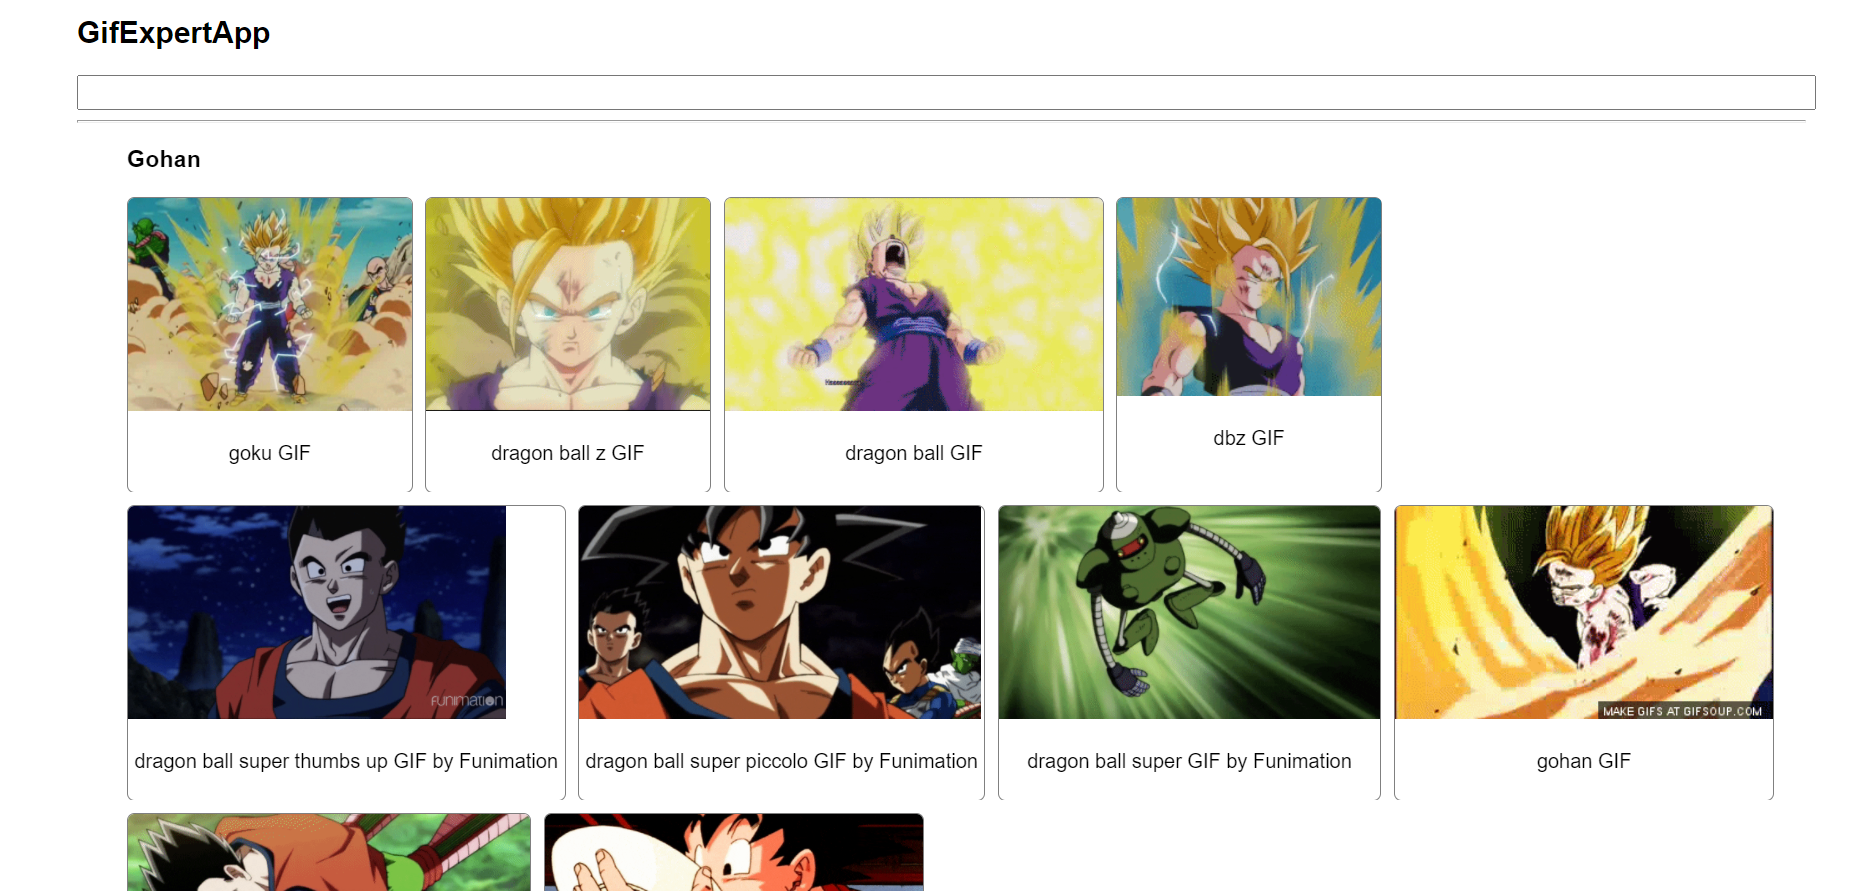 GifExpertApp
Gohan
goku GIF
dragon ball z GIF
dragon ball GIF
dbz GIF
funimation
MAKE GIFS AT GIFSOUP.COM
dragon ball super thumbs up GIF by Funimation
dragon ball super piccolo GIF by Funimation
dragon ball super GIF by Funimation
gohan GIF